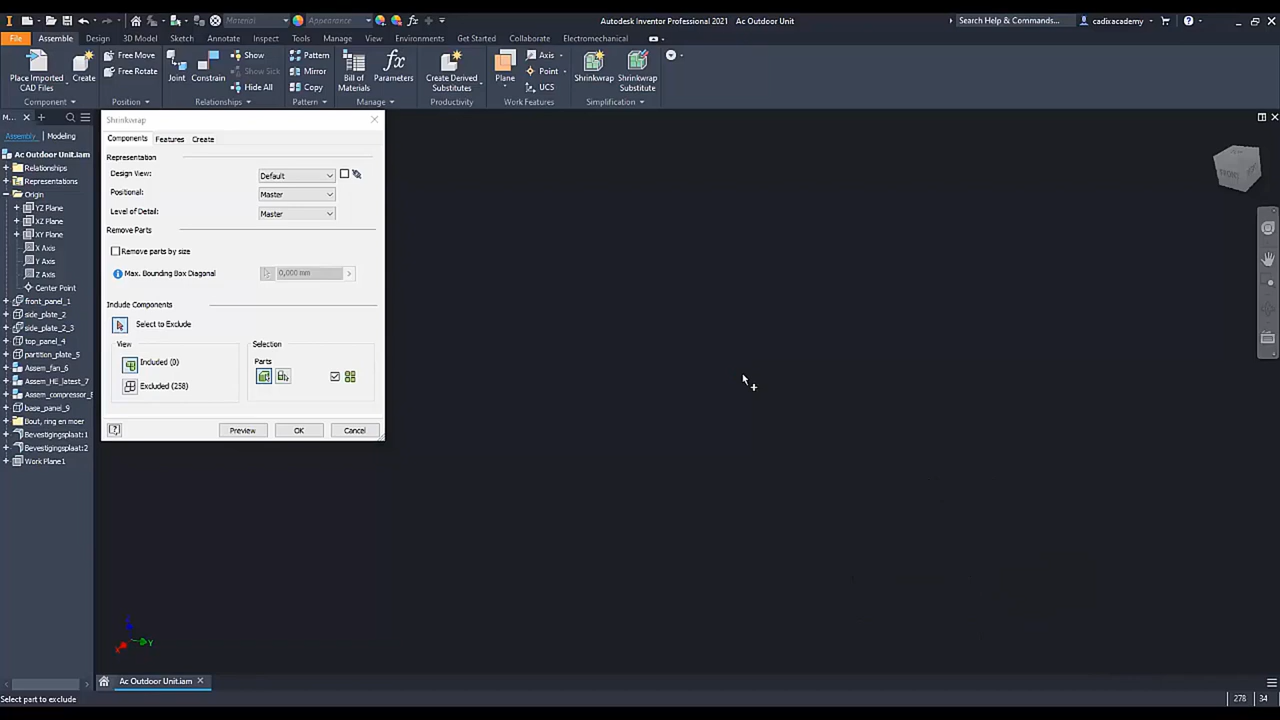 Material
Appearance
Autodesk Inventor Professional 2021 Ac Outdoor Unit
Search Help & Commands...
cadixacademy
File Assemble Design 3D Model Sketch Annotate Inspect Tools Manage View Environments Get Started Collaborate Electromechanical
Place Imported CAD Files
Create
Free Move
Free Rotate
Component
Position
Joint
Constrain
Show
Show Sick
Hide All
Relationships
Pattern
Mirror
Copy
Pattern
Bill of Materials
Parameters
Manage
Create Derived Substitutes
Productivity
Plane
Axis
Point
UCS
Work Features
Shrinkwrap
Shrinkwrap Substitute
Simplification
M...
Assembly Modeling
Ac Outdoor Unit.iam
Relationships
Representations
Origin
YZ Plane
XZ Plane
XY Plane
X Axis
Y Axis
Z Axis
Center Point
front_panel_1
side_plate_2
side_plate_2_3
top_panel_4
partition_plate_5
Assem_fan_6
Assem_HE_latest_7
Assem_compressor_
base_panel_9
Bout, ring en moer
Bevestigingsplaat:1
Bevestigingsplaat:2
Work Plane1
Shrinkwrap
Components Features Create
Representation
Design View: Default
Positional: Master
Level of Detail: Master
Remove Parts
Remove parts by size
Max. Bounding Box Diagonal 0,000 mm
Include Components
Select to Exclude
View
Included (0)
Excluded (258)
Selection
Parts
Preview OK Cancel
FRONT
X
Y
Ac Outdoor Unit.iam
Select part to exclude
278 34